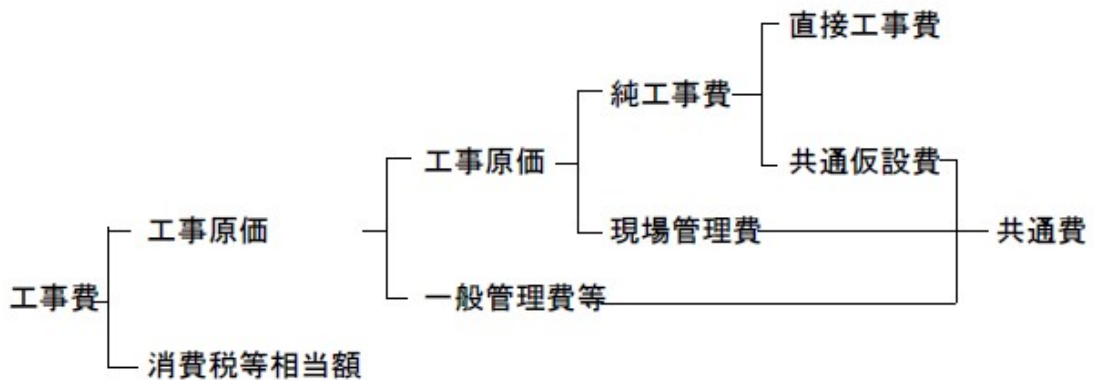 直接工事費
純工事費
工事原価
共通仮設費
工事原価
現場管理費
共通費
工事費
一般管理費等
消費税等相当額